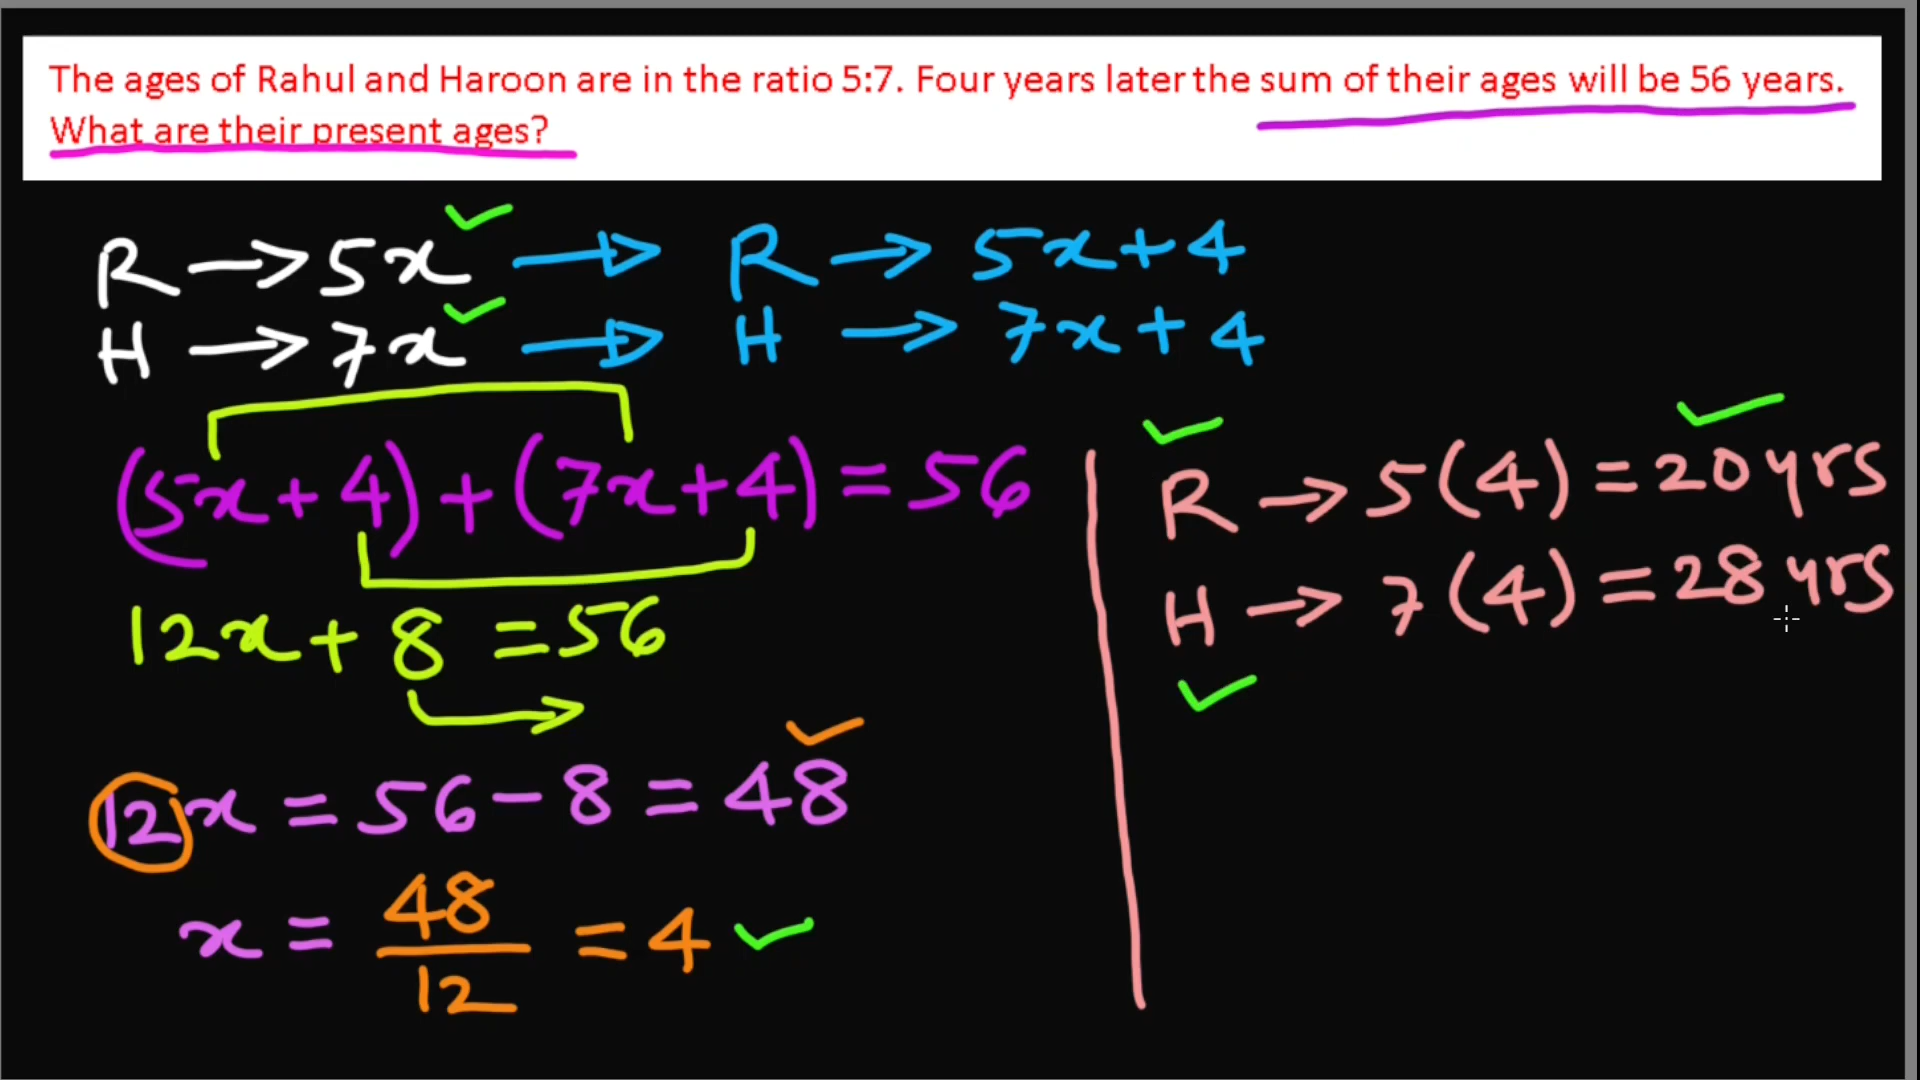 The ages of Rahul and Haroon are in the ratio 5:7. Four years later the sum of their ages will be 56 years.
What are their present ages?
R → 5x → R → 5x+4
H → 7x → H → 7x+4
(5x+4)+(7x+4)=56
12x+8=56
12x=56-8=48
x=48/12=4
R → 5(4)=20yrs
H → 7(4)=28yrs